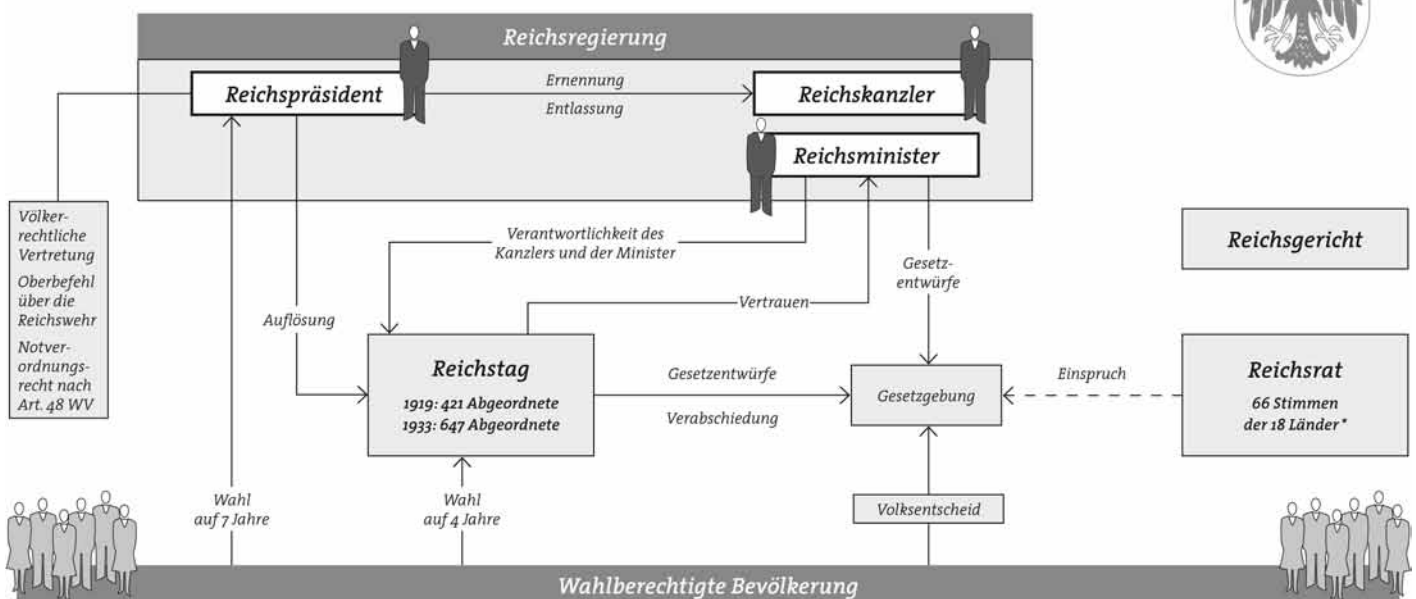 Reichsregierung
Reichspräsident
Ernennung
Entlassung
Reichskanzler
Reichsminister
Völker-
rechtliche
Vertretung
Oberbefehl
über die
Reichswehr
Notver-
ordnungs-
recht nach
Art. 48 WV
Verantwortlichkeit des
Kanzlers und der Minister
Gesetz-
entwürfe
Reichsgericht
Auflösung
Vertrauen
Reichstag
1919: 421 Abgeordnete
1933: 647 Abgeordnete
Gesetzentwürfe
Verabschiedung
Gesetzgebung
Einspruch
Reichsrat
66 Stimmen
der 18 Länder*
Wahl
auf 7 Jahre
Wahl
auf 4 Jahre
Volksentscheid
Wahlberechtigte Bevölkerung